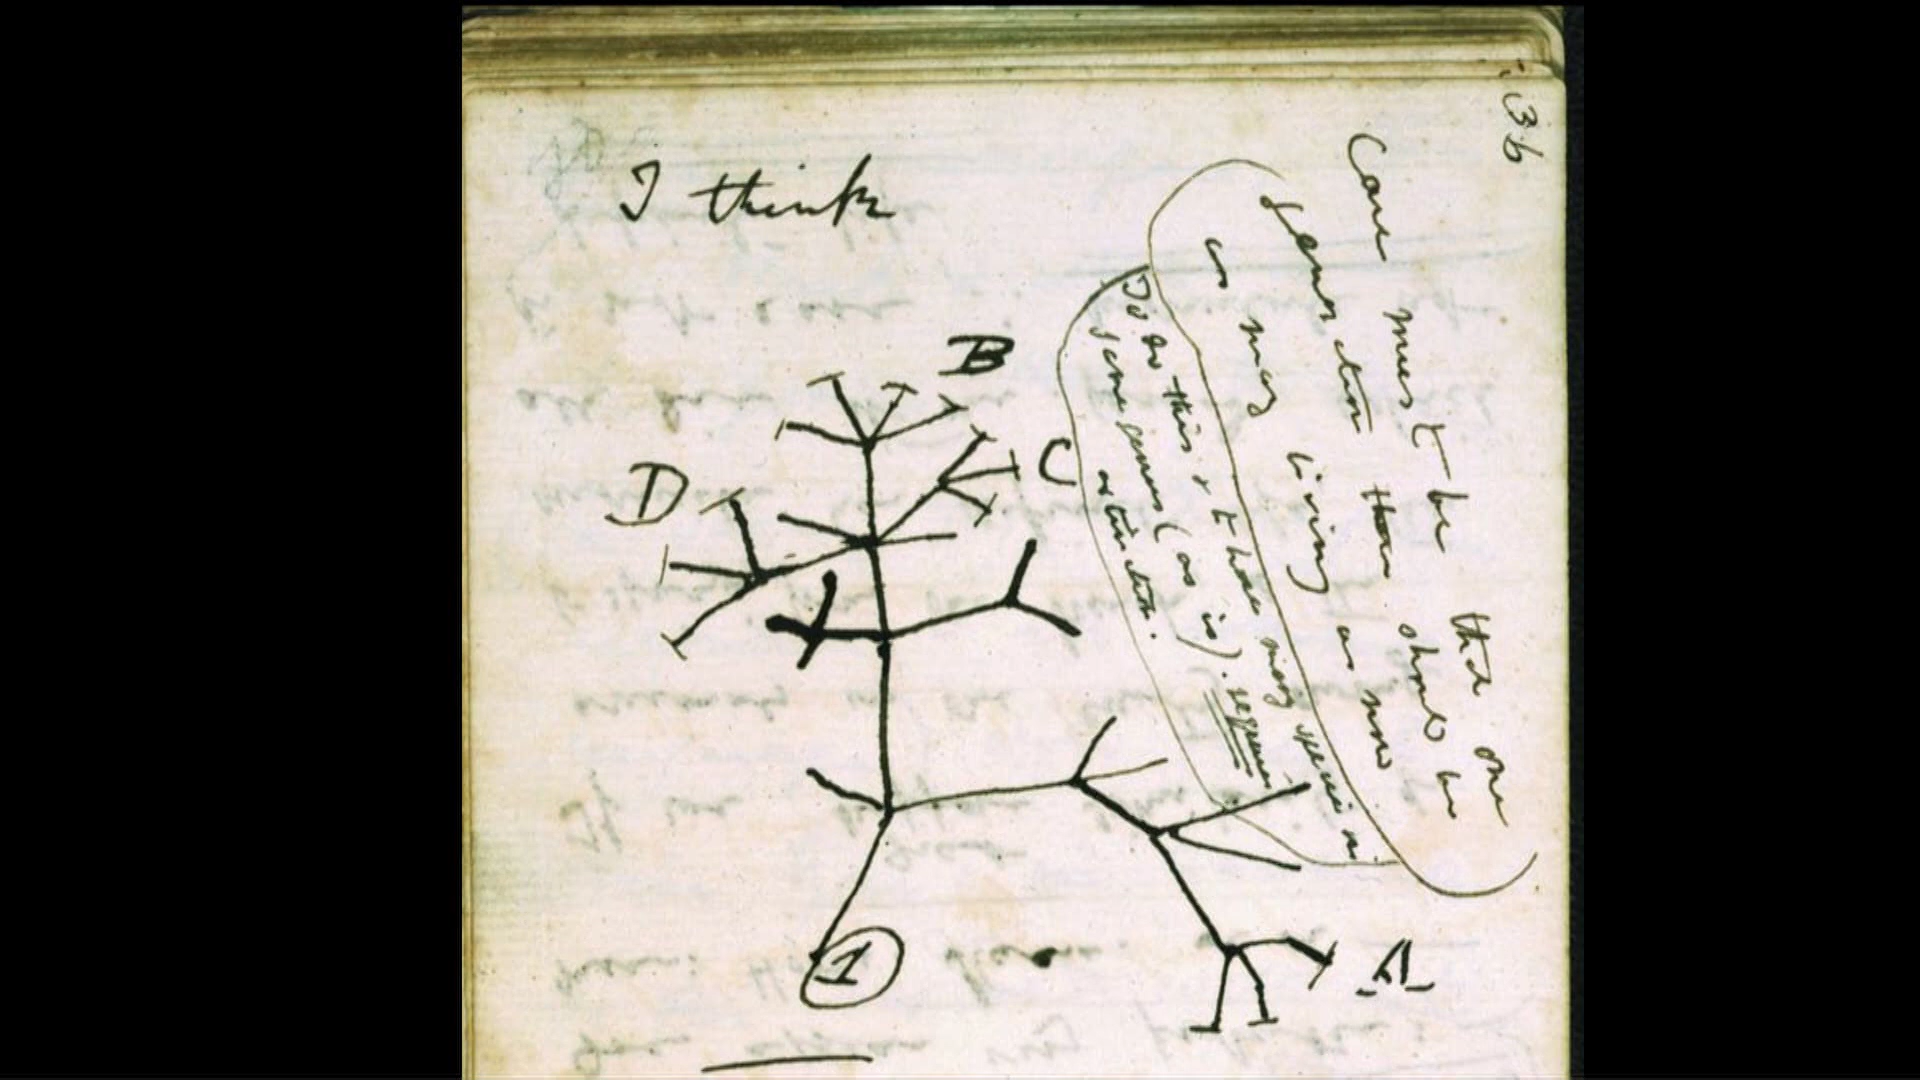 36
I think
Case must be that one
generation then should be
as many living as now
To do this & to have many species in
same genus (as is). requires
extinction.
B
C
D
A
1